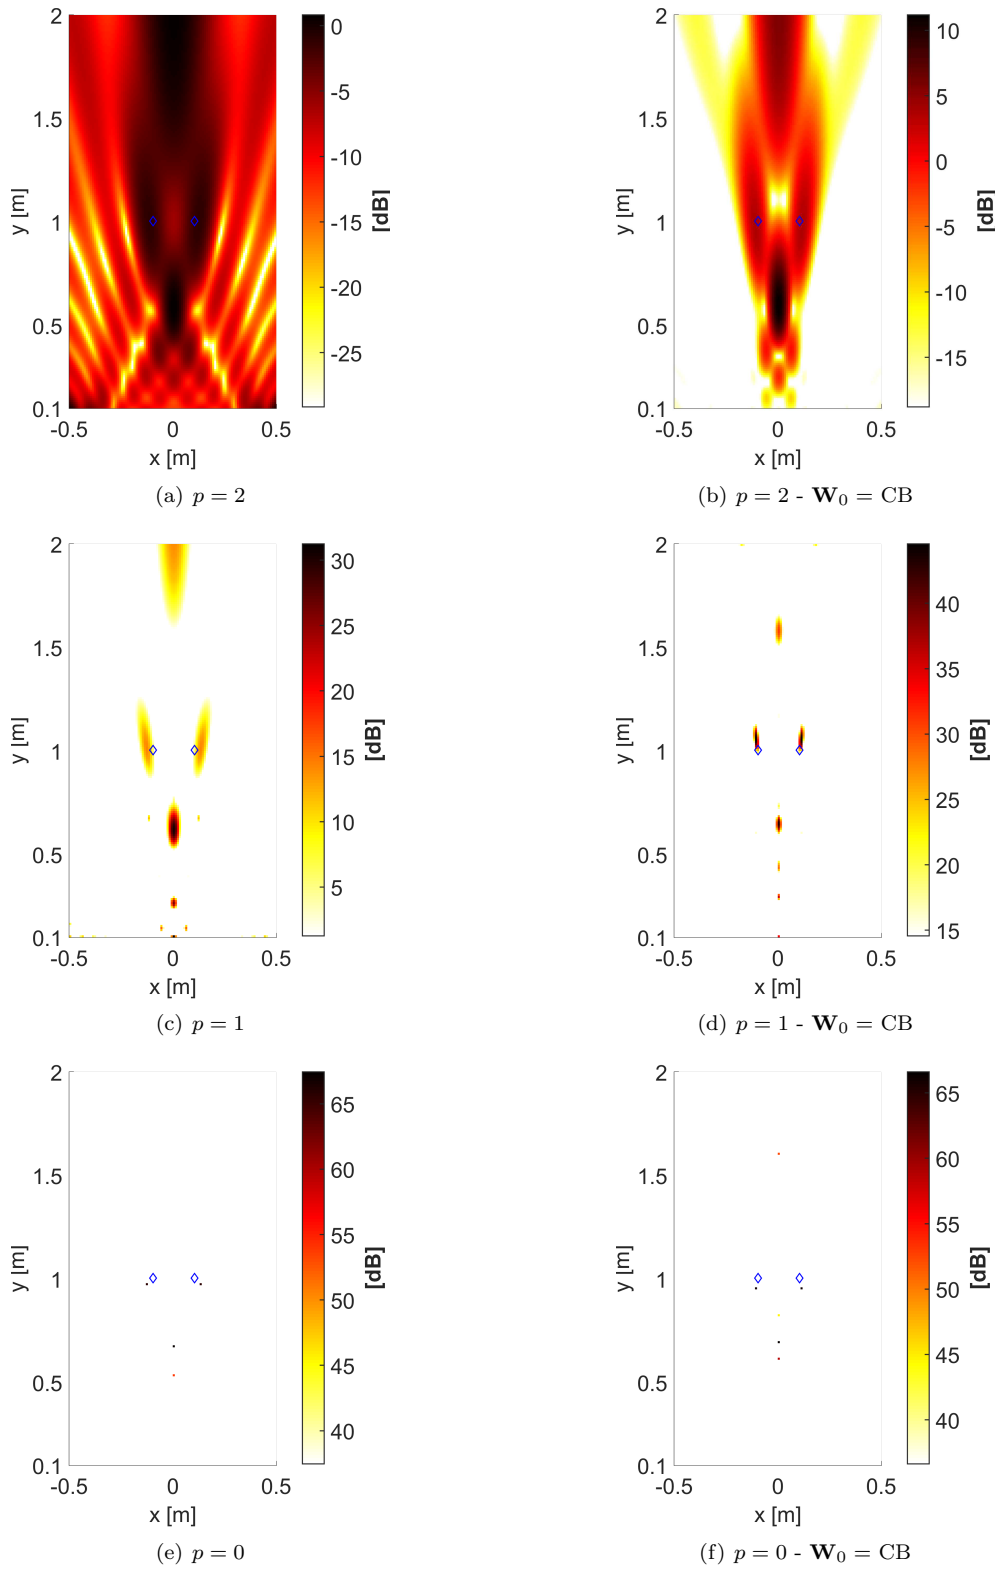 2
1.5
1
0.5
0.1
y [m]
-0.5 0 0.5
x [m]
0
-5
-10
-15
-20
-25
[dB]
(a) p = 2
2
1.5
1
0.5
0.1
y [m]
-0.5 0 0.5
x [m]
10
5
0
-5
-10
-15
[dB]
(b) p = 2 - W₀ = CB
2
1.5
1
0.5
0.1
y [m]
-0.5 0 0.5
x [m]
30
25
20
15
10
5
[dB]
(c) p = 1
2
1.5
1
0.5
0.1
y [m]
-0.5 0 0.5
x [m]
40
35
30
25
20
15
[dB]
(d) p = 1 - W₀ = CB
2
1.5
1
0.5
0.1
y [m]
-0.5 0 0.5
x [m]
65
60
55
50
45
40
[dB]
(e) p = 0
2
1.5
1
0.5
0.1
y [m]
-0.5 0 0.5
x [m]
65
60
55
50
45
40
[dB]
(f) p = 0 - W₀ = CB